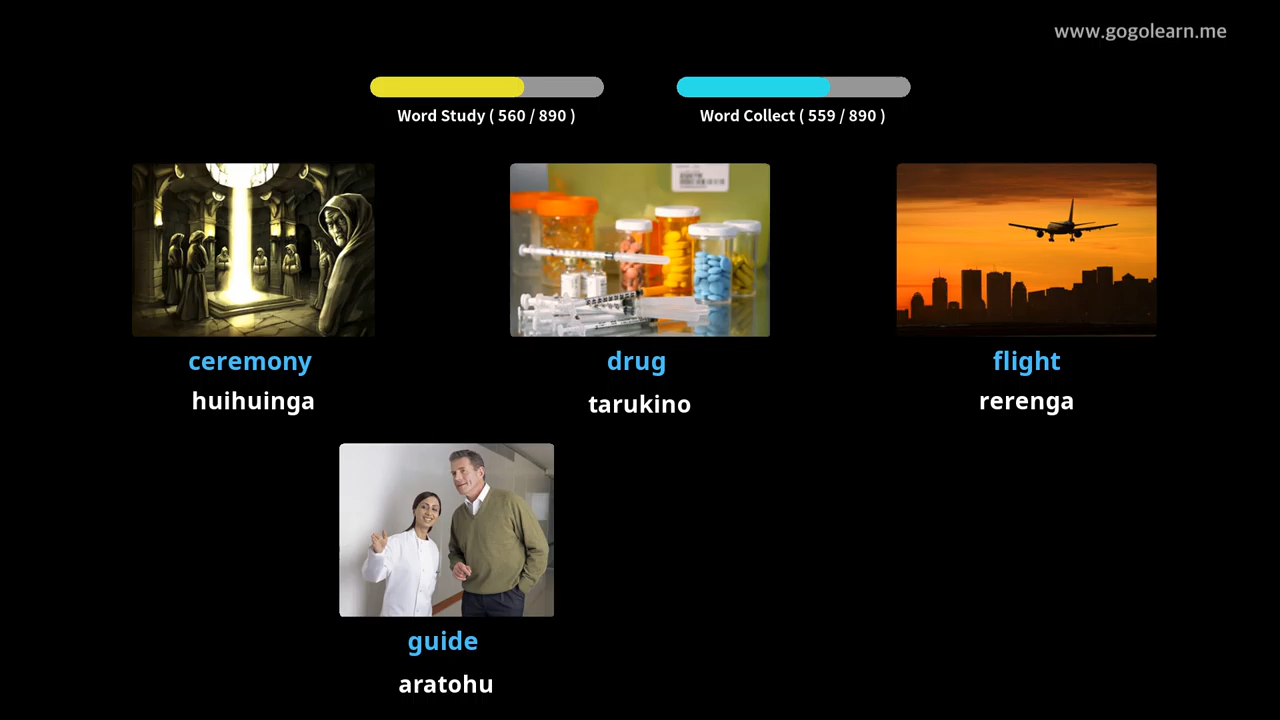 www.gogolearn.me
Word Study ( 560 / 890 )
Word Collect ( 559 / 890 )
ceremony
huihuinga
drug
tarukino
flight
rerenga
guide
aratohu